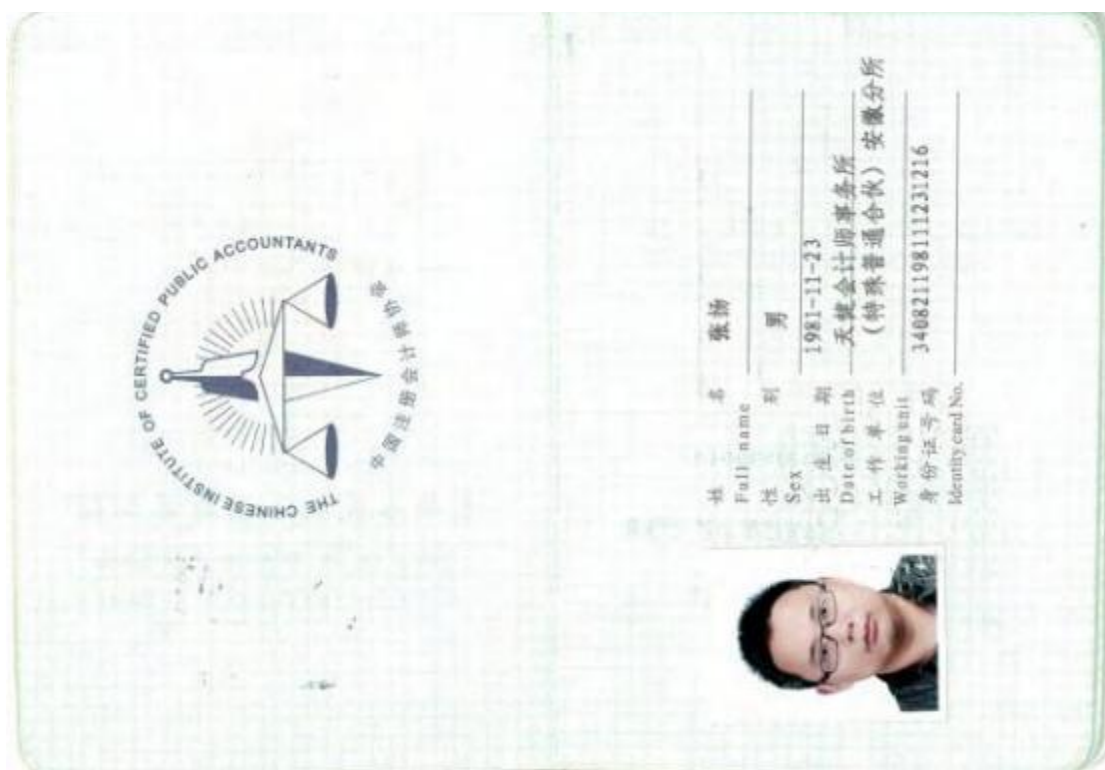 THE CHINESE INSTITUTE OF CERTIFIED PUBLIC ACCOUNTANTS
中国注册会计师协会
姓 名 张扬
Full name
性 别 男
Sex
出 生 日 期 1981-11-23
Date of birth
工 作 单 位 天健会计师事务所
Working unit (特殊普通合伙) 安徽分所
身份证号码 340821198111231216
Identity card No.